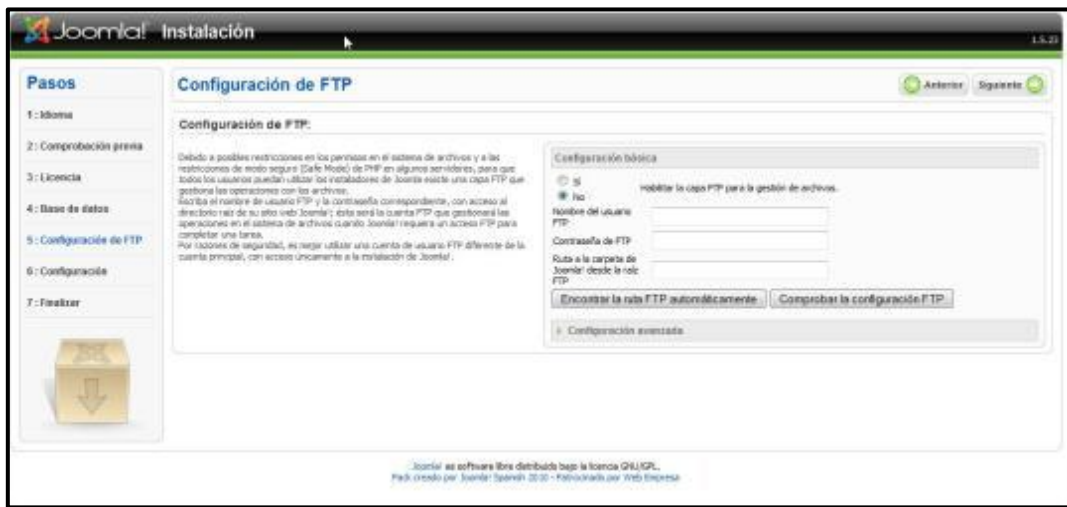 Joomla! Instalación
1.5.23
Pasos
1 : Idioma
2 : Comprobación previa
3 : Licencia
4 : Base de datos
5 : Configuración de FTP
6 : Configuración
7 : Finalizar
Configuración de FTP
Anterior
Siguiente
Configuración de FTP:
Debido a posibles restricciones en los permisos en el sistema de archivos y a las
restricciones de modo seguro (Safe Mode) de PHP en algunos servidores, para que
todos los usuarios puedan utilizar los instaladores de Joomla existe una capa FTP que
gestiona las operaciones con los archivos.
Escriba el nombre de usuario FTP y la contraseña correspondiente, con acceso al
directorio raíz de su sitio web Joomla!; ésta será la cuenta FTP que gestionará las
operaciones en el sistema de archivos cuando Joomla! requiera un acceso FTP para
completar una tarea.
Por razones de seguridad, es mejor utilizar una cuenta de usuario FTP diferente de la
cuenta principal, con acceso únicamente a la instalación de Joomla!.
Configuración básica
Sí
No
Habilitar la capa FTP para la gestión de archivos.
Nombre del usuario
FTP
Contraseña de FTP
Ruta a la carpeta de
Joomla! desde la raíz
FTP
Encontrar la ruta FTP automáticamente
Comprobar la configuración FTP
Configuración avanzada
Joomla! es software libre distribuido bajo la licencia GNU/GPL.
Pack creado por Joomla! Spanish 2010 - Patrocinado por Web Empresa